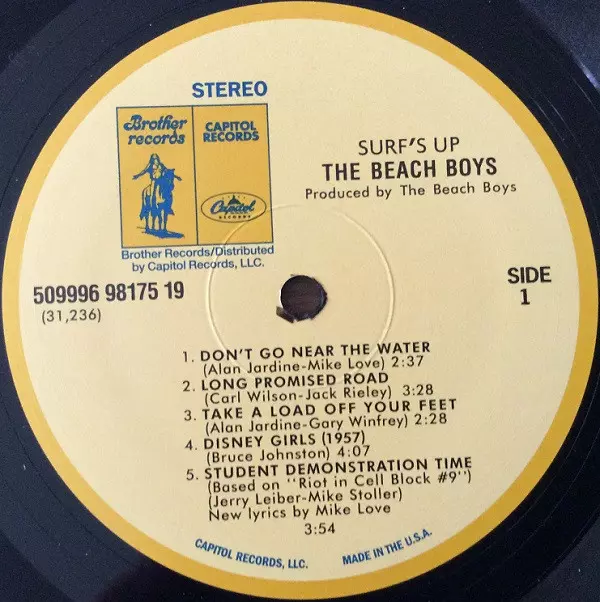 STEREO
Brother
records
CAPITOL
RECORDS
Capitol
RECORDS
Brother Records/Distributed
by Capitol Records, LLC.
SURF'S UP
THE BEACH BOYS
Produced by The Beach Boys
509996 98175 19
(31,236)
SIDE
1
1. DON'T GO NEAR THE WATER
(Alan Jardine-Mike Love) 2:37
2. LONG PROMISED ROAD
(Carl Wilson-Jack Rieley) 3:28
3. TAKE A LOAD OFF YOUR FEET
(Alan Jardine-Gary Winfrey) 2:28
4. DISNEY GIRLS (1957)
(Bruce Johnston) 4:07
5. STUDENT DEMONSTRATION TIME
(Based on "Riot in Cell Block #9")
(Jerry Leiber-Mike Stoller)
New lyrics by Mike Love
3:54
CAPITOL RECORDS, LLC. MADE IN THE U.S.A.